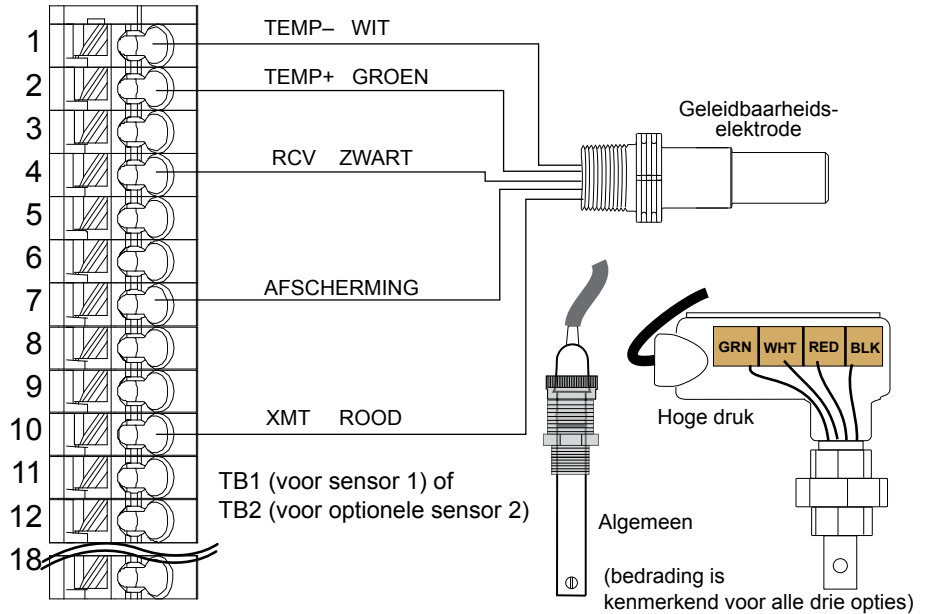 1
TEMP– WIT
2
TEMP+ GROEN
3
4
RCV ZWART
5
6
7
AFSCHERMING
8
9
10
XMT ROOD
11
12
18
TB1 (voor sensor 1) of
TB2 (voor optionele sensor 2)
Geleidbaarheids-
elektrode
GRN WHT RED BLK
Hoge druk
Algemeen
(bedrading is
kenmerkend voor alle drie opties)